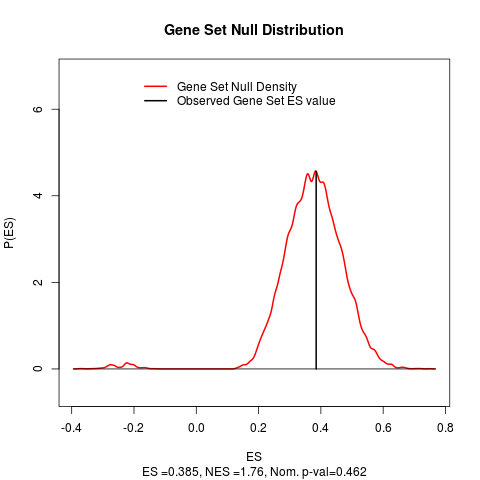 Gene Set Null Distribution
Gene Set Null Density
Observed Gene Set ES value
P(ES)
6
4
2
0
-0.4 -0.2 0.0 0.2 0.4 0.6 0.8
ES
ES =0.385, NES =1.76, Nom. p-val=0.462